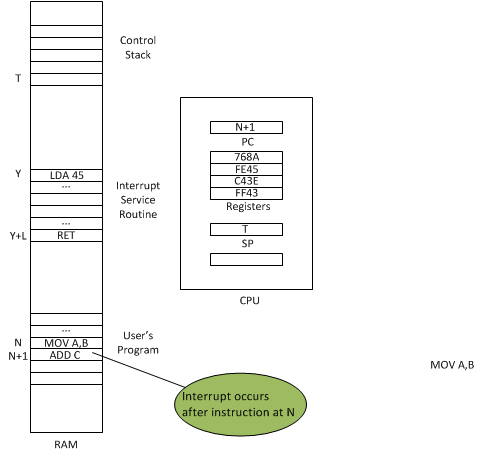 Control
Stack
T
Y
LDA 45
...
Interrupt
Service
Routine
...
Y+L
RET
...
User's
Program
N
MOV A,B
N+1
ADD C
RAM
N+1
PC
768A
FE45
C43E
FF43
Registers
T
SP
CPU
Interrupt occurs
after instruction at N
MOV A,B